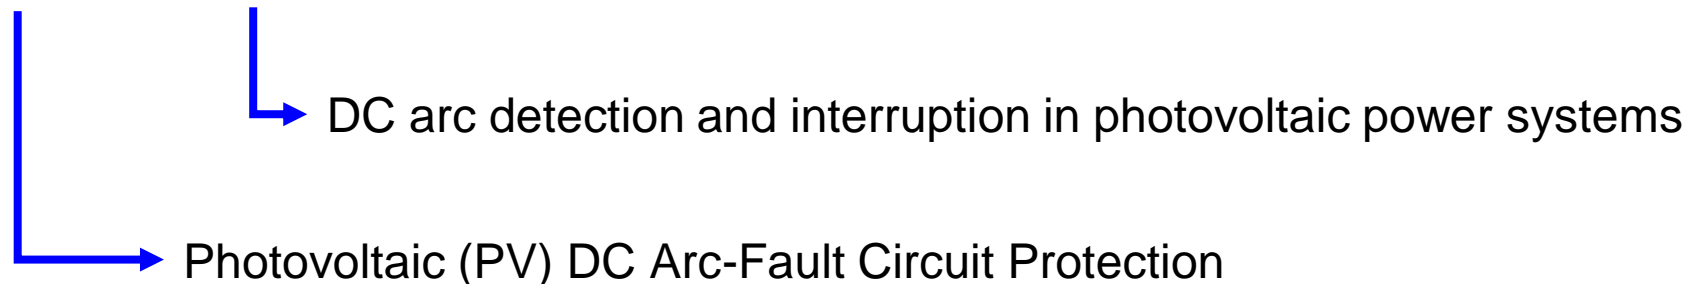 DC arc detection and interruption in photovoltaic power systems
Photovoltaic (PV) DC Arc-Fault Circuit Protection